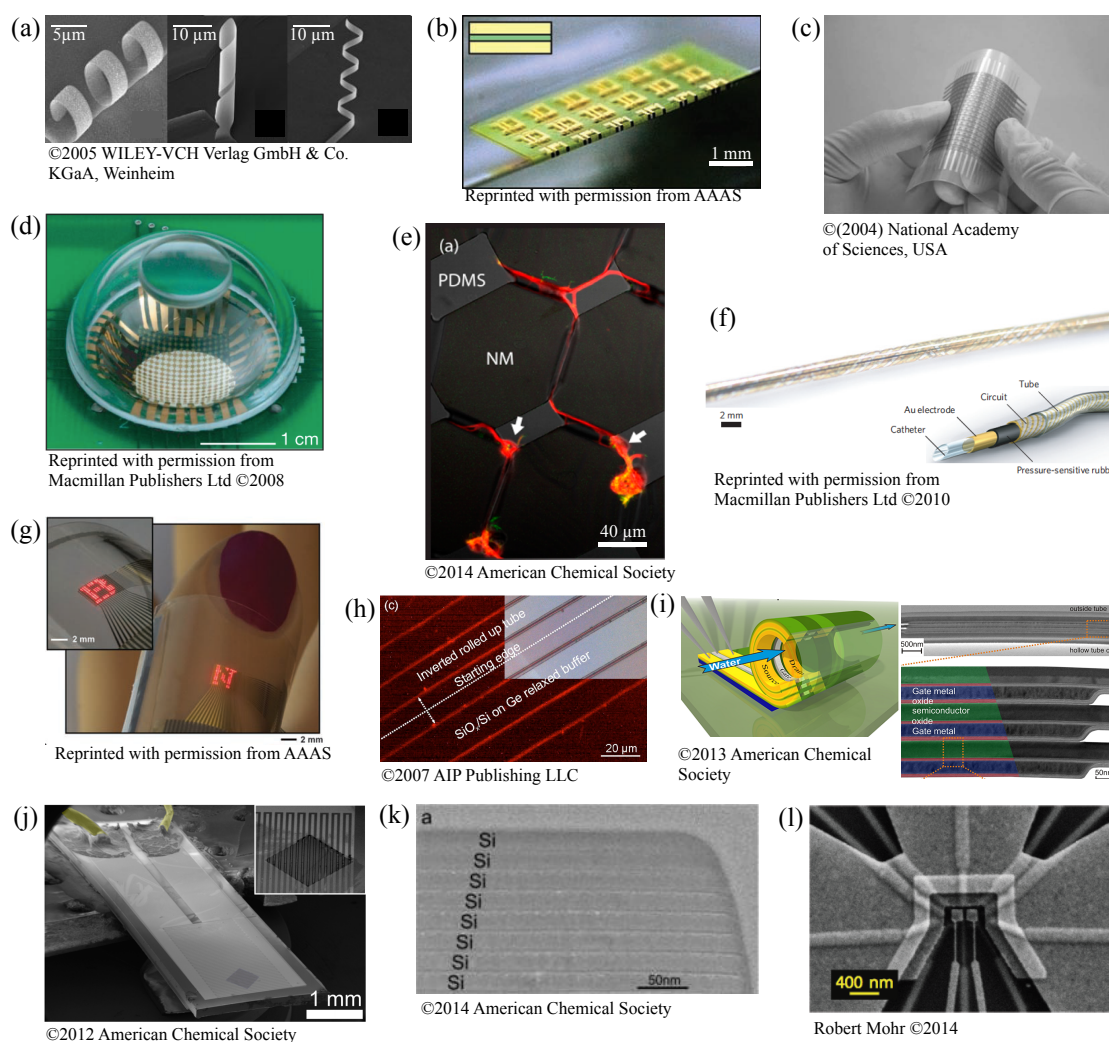 (a)
5μm
10 μm
10 μm
©2005 WILEY-VCH Verlag GmbH & Co.
KGaA, Weinheim
(b)
1 mm
Reprinted with permission from AAAS
(c)
©(2004) National Academy
of Sciences, USA
(d)
1 cm
Reprinted with permission from
Macmillan Publishers Ltd ©2008
(e)
(a)
PDMS
NM
40 μm
©2014 American Chemical Society
(f)
2 mm
Tube
Circuit
Au electrode
Catheter
Pressure-sensitive rubb
Reprinted with permission from
Macmillan Publishers Ltd ©2010
(g)
2 mm
2 mm
Reprinted with permission from AAAS
(h)
(c)
Inverted rolled up tube
Starting edge
SiOx/Si on Ge relaxed buffer
20 μm
©2007 AIP Publishing LLC
(i)
Water
Source
Drain
©2013 American Chemical
Society
outside tube
500nm
hollow tube c
Gate metal
oxide
semiconductor
oxide
Gate metal
50nm
(j)
1 mm
©2012 American Chemical Society
(k)
a
Si
Si
Si
Si
Si
Si
Si
Si
50nm
©2014 American Chemical Society
(l)
400 nm
Robert Mohr ©2014